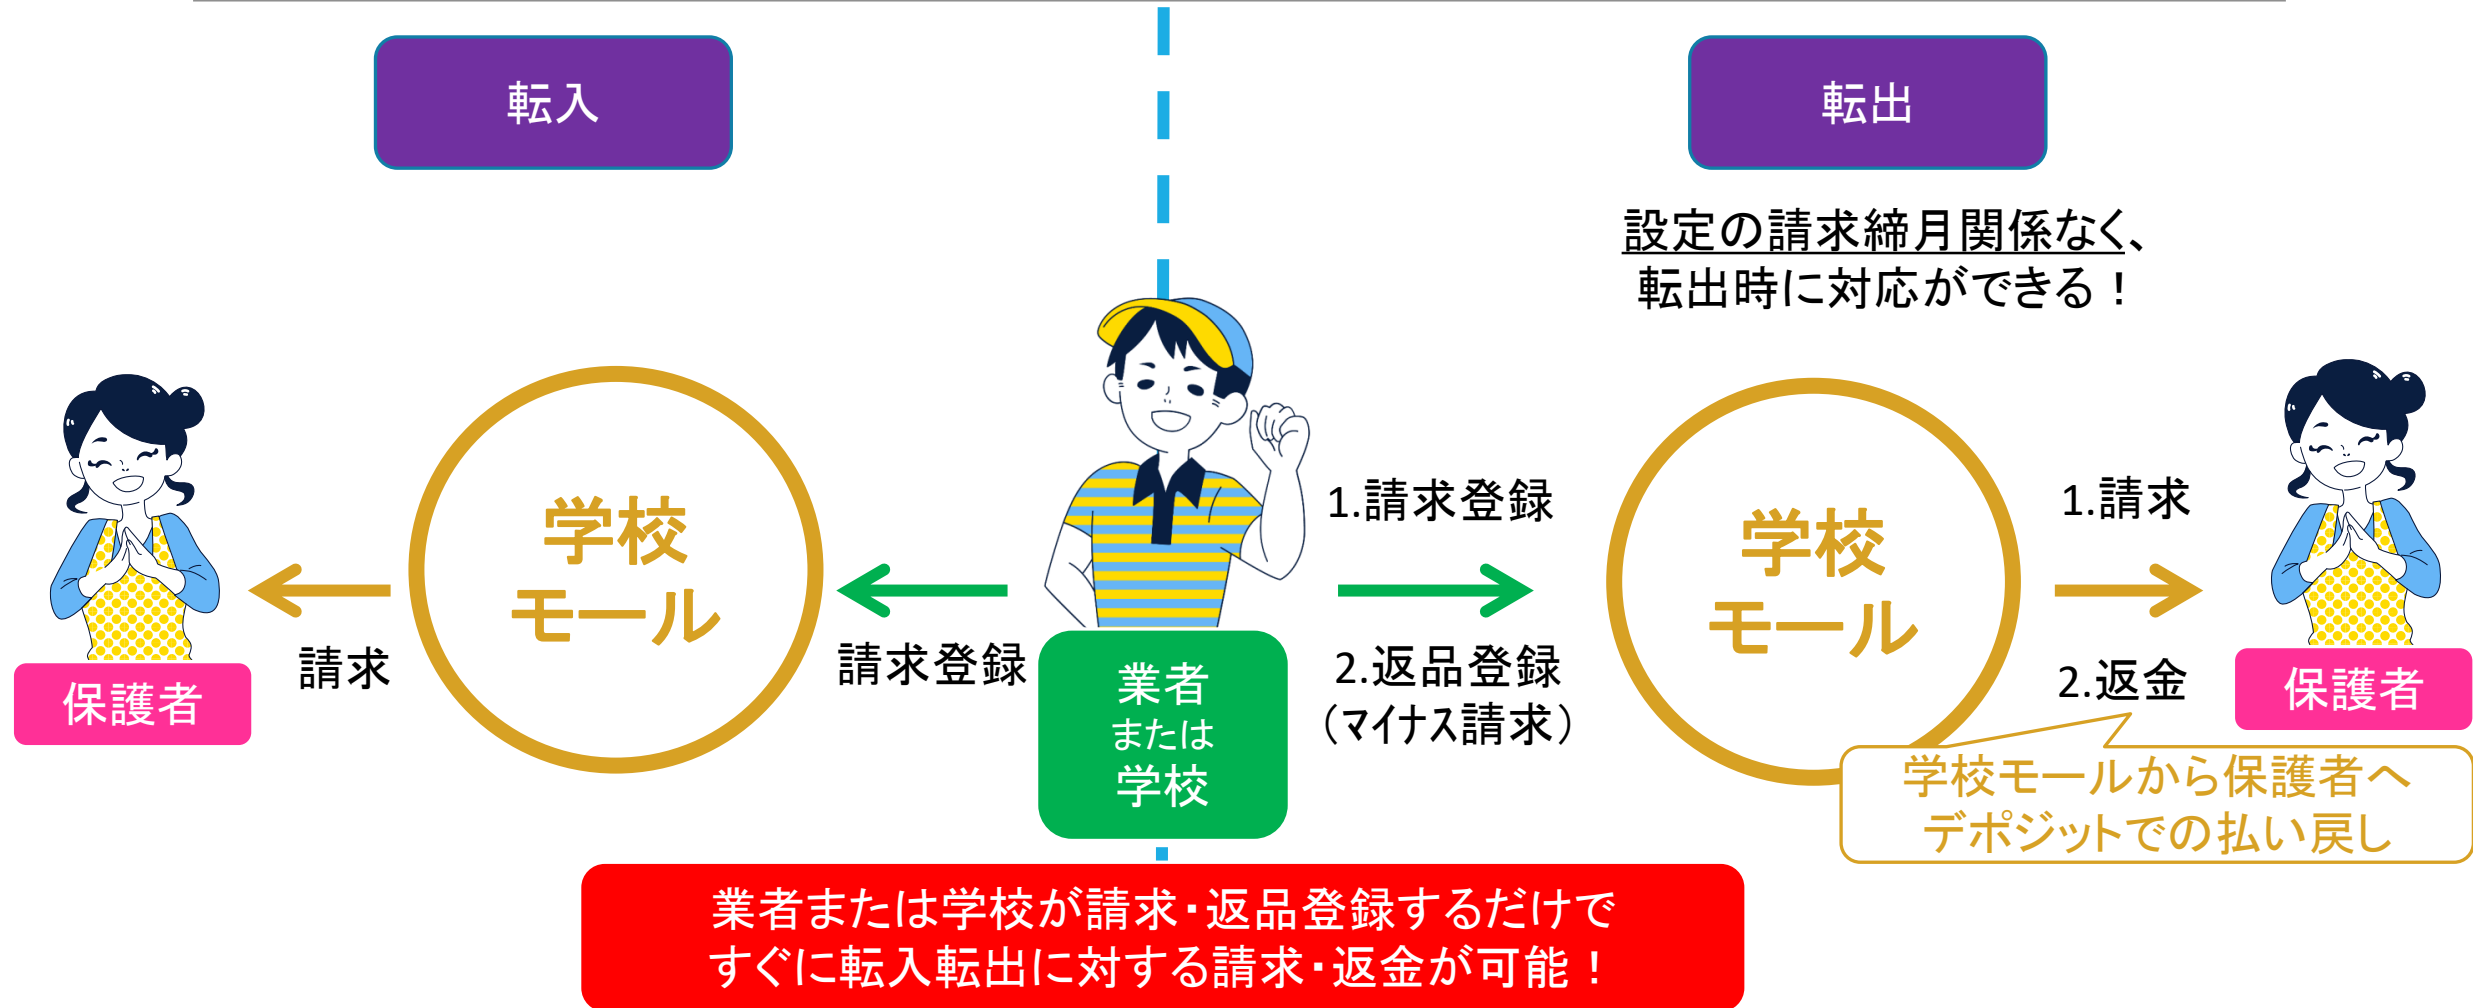 転入
転出
設定の請求締月関係なく、
転出時に対応ができる！
学校
モール
請求
保護者
請求登録
業者
または
学校
1.請求登録
2.返品登録
（マイナス請求）
学校
モール
1.請求
2.返金
保護者
学校モールから保護者へ
デポジットでの払い戻し
業者または学校が請求・返品登録するだけで
すぐに転入転出に対する請求・返金が可能！